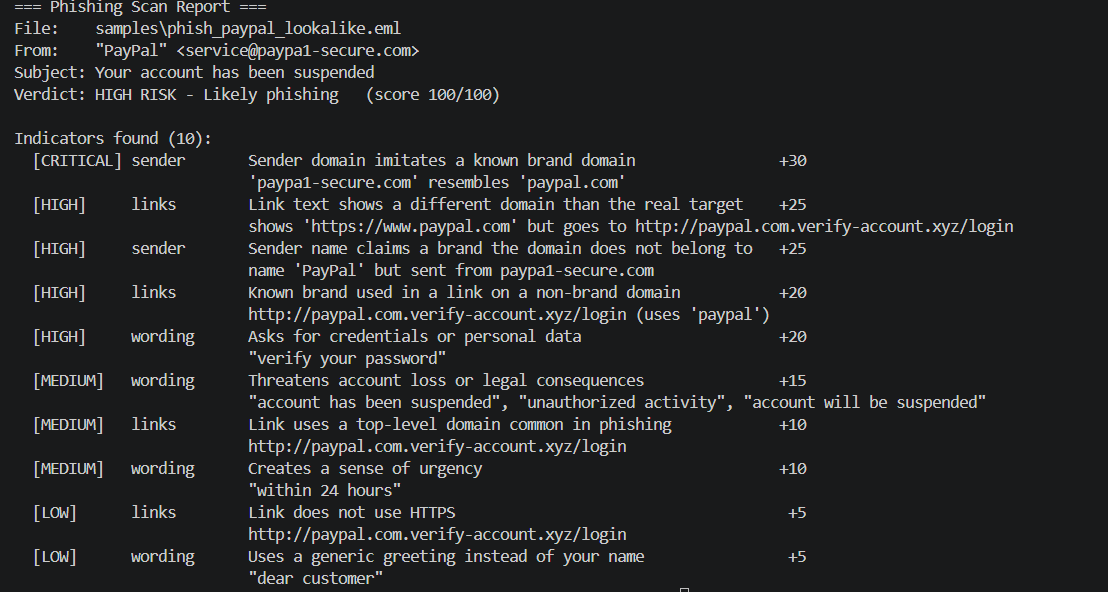 === Phishing Scan Report ===
File:    samples\phish_paypal_lookalike.eml
From:    "PayPal" <service@paypa1-secure.com>
Subject: Your account has been suspended
Verdict: HIGH RISK - Likely phishing   (score 100/100)
Indicators found (10):
[CRITICAL] sender       Sender domain imitates a known brand domain                +30
'paypa1-secure.com' resembles 'paypal.com'
[HIGH]     links        Link text shows a different domain than the real target    +25
shows 'https://www.paypal.com' but goes to http://paypal.com.verify-account.xyz/login
[HIGH]     sender       Sender name claims a brand the domain does not belong to   +25
name 'PayPal' but sent from paypa1-secure.com
[HIGH]     links        Known brand used in a link on a non-brand domain           +20
http://paypal.com.verify-account.xyz/login (uses 'paypal')
[HIGH]     wording      Asks for credentials or personal data                      +20
"verify your password"
[MEDIUM]   wording      Threatens account loss or legal consequences               +15
"account has been suspended", "unauthorized activity", "account will be suspended"
[MEDIUM]   links        Link uses a top-level domain common in phishing            +10
http://paypal.com.verify-account.xyz/login
[MEDIUM]   wording      Creates a sense of urgency                                 +10
"within 24 hours"
[LOW]      links        Link does not use HTTPS                                     +5
http://paypal.com.verify-account.xyz/login
[LOW]      wording      Uses a generic greeting instead of your name                +5
"dear customer"